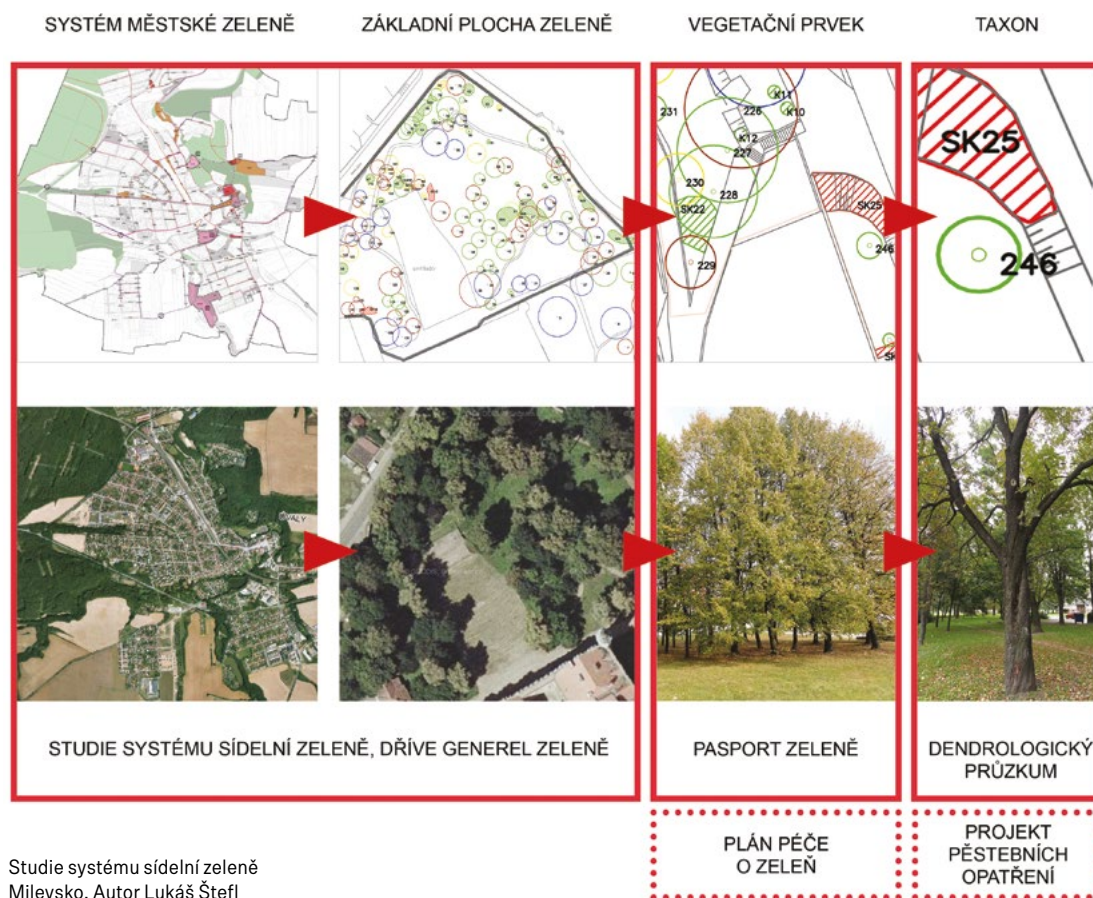 SYSTÉM MĚSTSKÉ ZELENĚ
ZÁKLADNÍ PLOCHA ZELENĚ
VEGETAČNÍ PRVEK
TAXON
231
226
K11
K10
K12
227
230
228
SK22
SK25
229
246
SK25
246
STUDIE SYSTÉMU SÍDELNÍ ZELENĚ, DŘÍVE GENEREL ZELENĚ
PASPORT ZELENĚ
DENDROLOGICKÝ
PRŮZKUM
PLÁN PÉČE
O ZELEŇ
PROJEKT
PĚSTEBNÍCH
OPATŘENÍ
Studie systému sídelní zeleně
Milevsko. Autor Lukáš Štefl